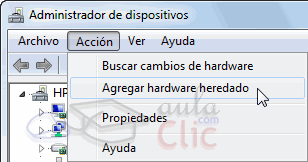 Administrador de dispositivos
Archivo Acción Ver Ayuda
Buscar cambios de hardware
Agregar hardware heredado
HP
Propiedades
aula
Clic
Ayuda